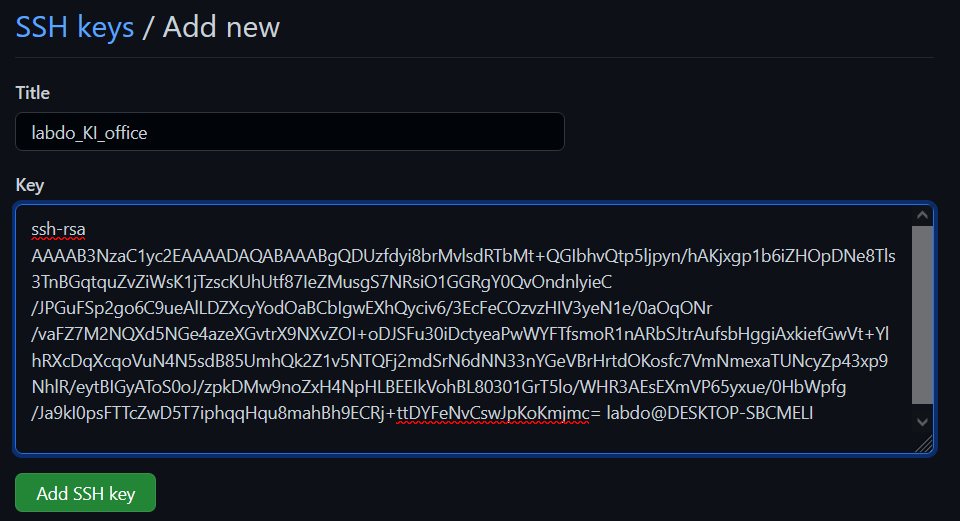 SSH keys / Add new
Title
labdo_KI_office
Key
ssh-rsa
AAAAB3NzaC1yc2EAAAADAQABAAABgQDUzfdyi8brMvlsdRTbMt+QGIbhvQtp5ljpyn/hAKjxgp1b6iZHOpDNe8Tls
3TnBGqtquZvZiWsK1jTzscKUhUtf87IeZMusgS7NRsiO1GGRgY0QvOndnlyieC
/JPGuFSp2go6C9ueAlLDZXcyYodOaBCbIgwEXhQyciv6/3EcFeCOzvzHIV3yeN1e/0aOqONr
/vaFZ7M2NQXd5NGe4azeXGvtrX9NXvZOI+oDJSFu30iDctyeaPwWYFTfsmoR1nARbSJtrAufsbHggiAxkiefGwVt+Yl
hRXcDqXcqoVuN4N5sdB85UmhQk2Z1v5NTQFj2mdSrN6dNN33nYGeVBrHrtdOKosfc7VmNmexaTUNcyZp43xp9
NhlR/eytBIGyAToS0oJ/zpkDMw9noZxH4NpHLBEEIkVohBL80301GrT5lo/WHR3AEsEXmVP65yxue/0HbWpfg
/Ja9kI0psFTTcZwD5T7iphqqHqu8mahBh9ECRj+ttDYFeNvCswJpKoKmjmc= labdo@DESKTOP-SBCMELI
Add SSH key